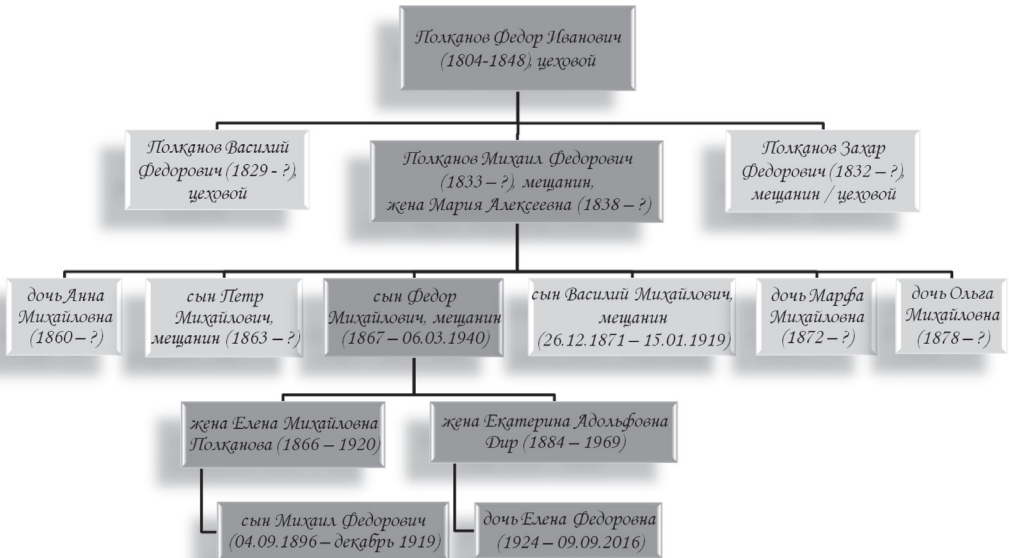 Полканов Федор Иванович
(1804-1848), цеховой
Полканов Василий
Федорович (1829 - ?),
цеховой
Полканов Михаил Федорович
(1833 – ?), мещанин,
жена Мария Алексеевна (1838 – ?)
Полканов Захар
Федорович (1832 – ?),
мещанин / цеховой
дочь Анна
Михайловна
(1860 – ?)
сын Петр
Михайлович,
мещанин (1863 – ?)
сын Федор
Михайлович, мещанин
(1867 – 06.03.1940)
сын Василий Михайлович,
мещанин
(26.12.1871 – 15.01.1919)
дочь Марфа
Михайловна
(1872 – ?)
дочь Ольга
Михайловна
(1878 – ?)
жена Елена Михайловна
Полканова (1866 – 1920)
жена Екатерина Адольфовна
Дир (1884 – 1969)
сын Михаил Федорович
(04.09.1896 – декабрь 1919)
дочь Елена Федоровна
(1924 – 09.09.2016)